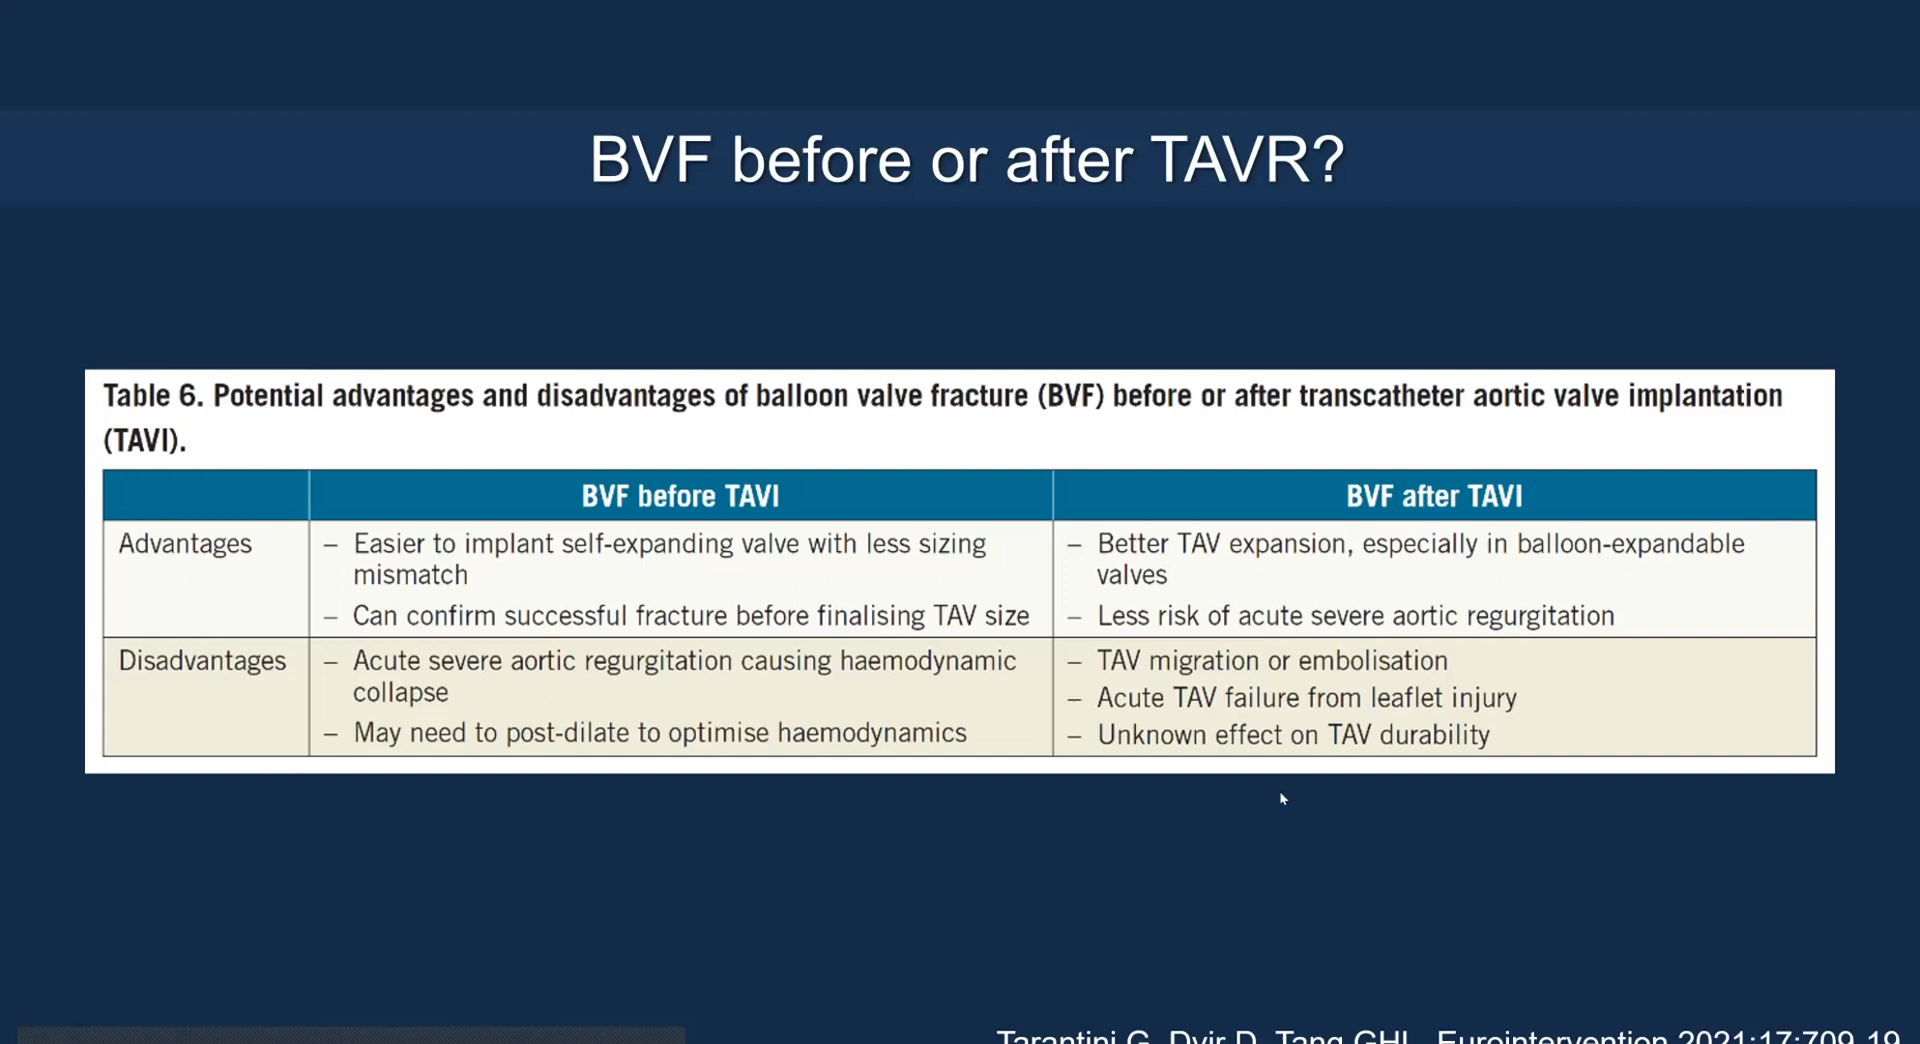 BVF before or after TAVR?
Table 6. Potential advantages and disadvantages of balloon valve fracture (BVF) before or after transcatheter aortic valve implantation
(TAVI).
BVF before TAVI
BVF after TAVI
Advantages
– Easier to implant self-expanding valve with less sizing
mismatch
– Can confirm successful fracture before finalising TAV size
– Better TAV expansion, especially in balloon-expandable
valves
– Less risk of acute severe aortic regurgitation
Disadvantages
– Acute severe aortic regurgitation causing haemodynamic
collapse
– May need to post-dilate to optimise haemodynamics
– TAV migration or embolisation
– Acute TAV failure from leaflet injury
– Unknown effect on TAV durability
Tarantini G, Dvir D, Tang GHL. Eurointervention 2021;17:709-19